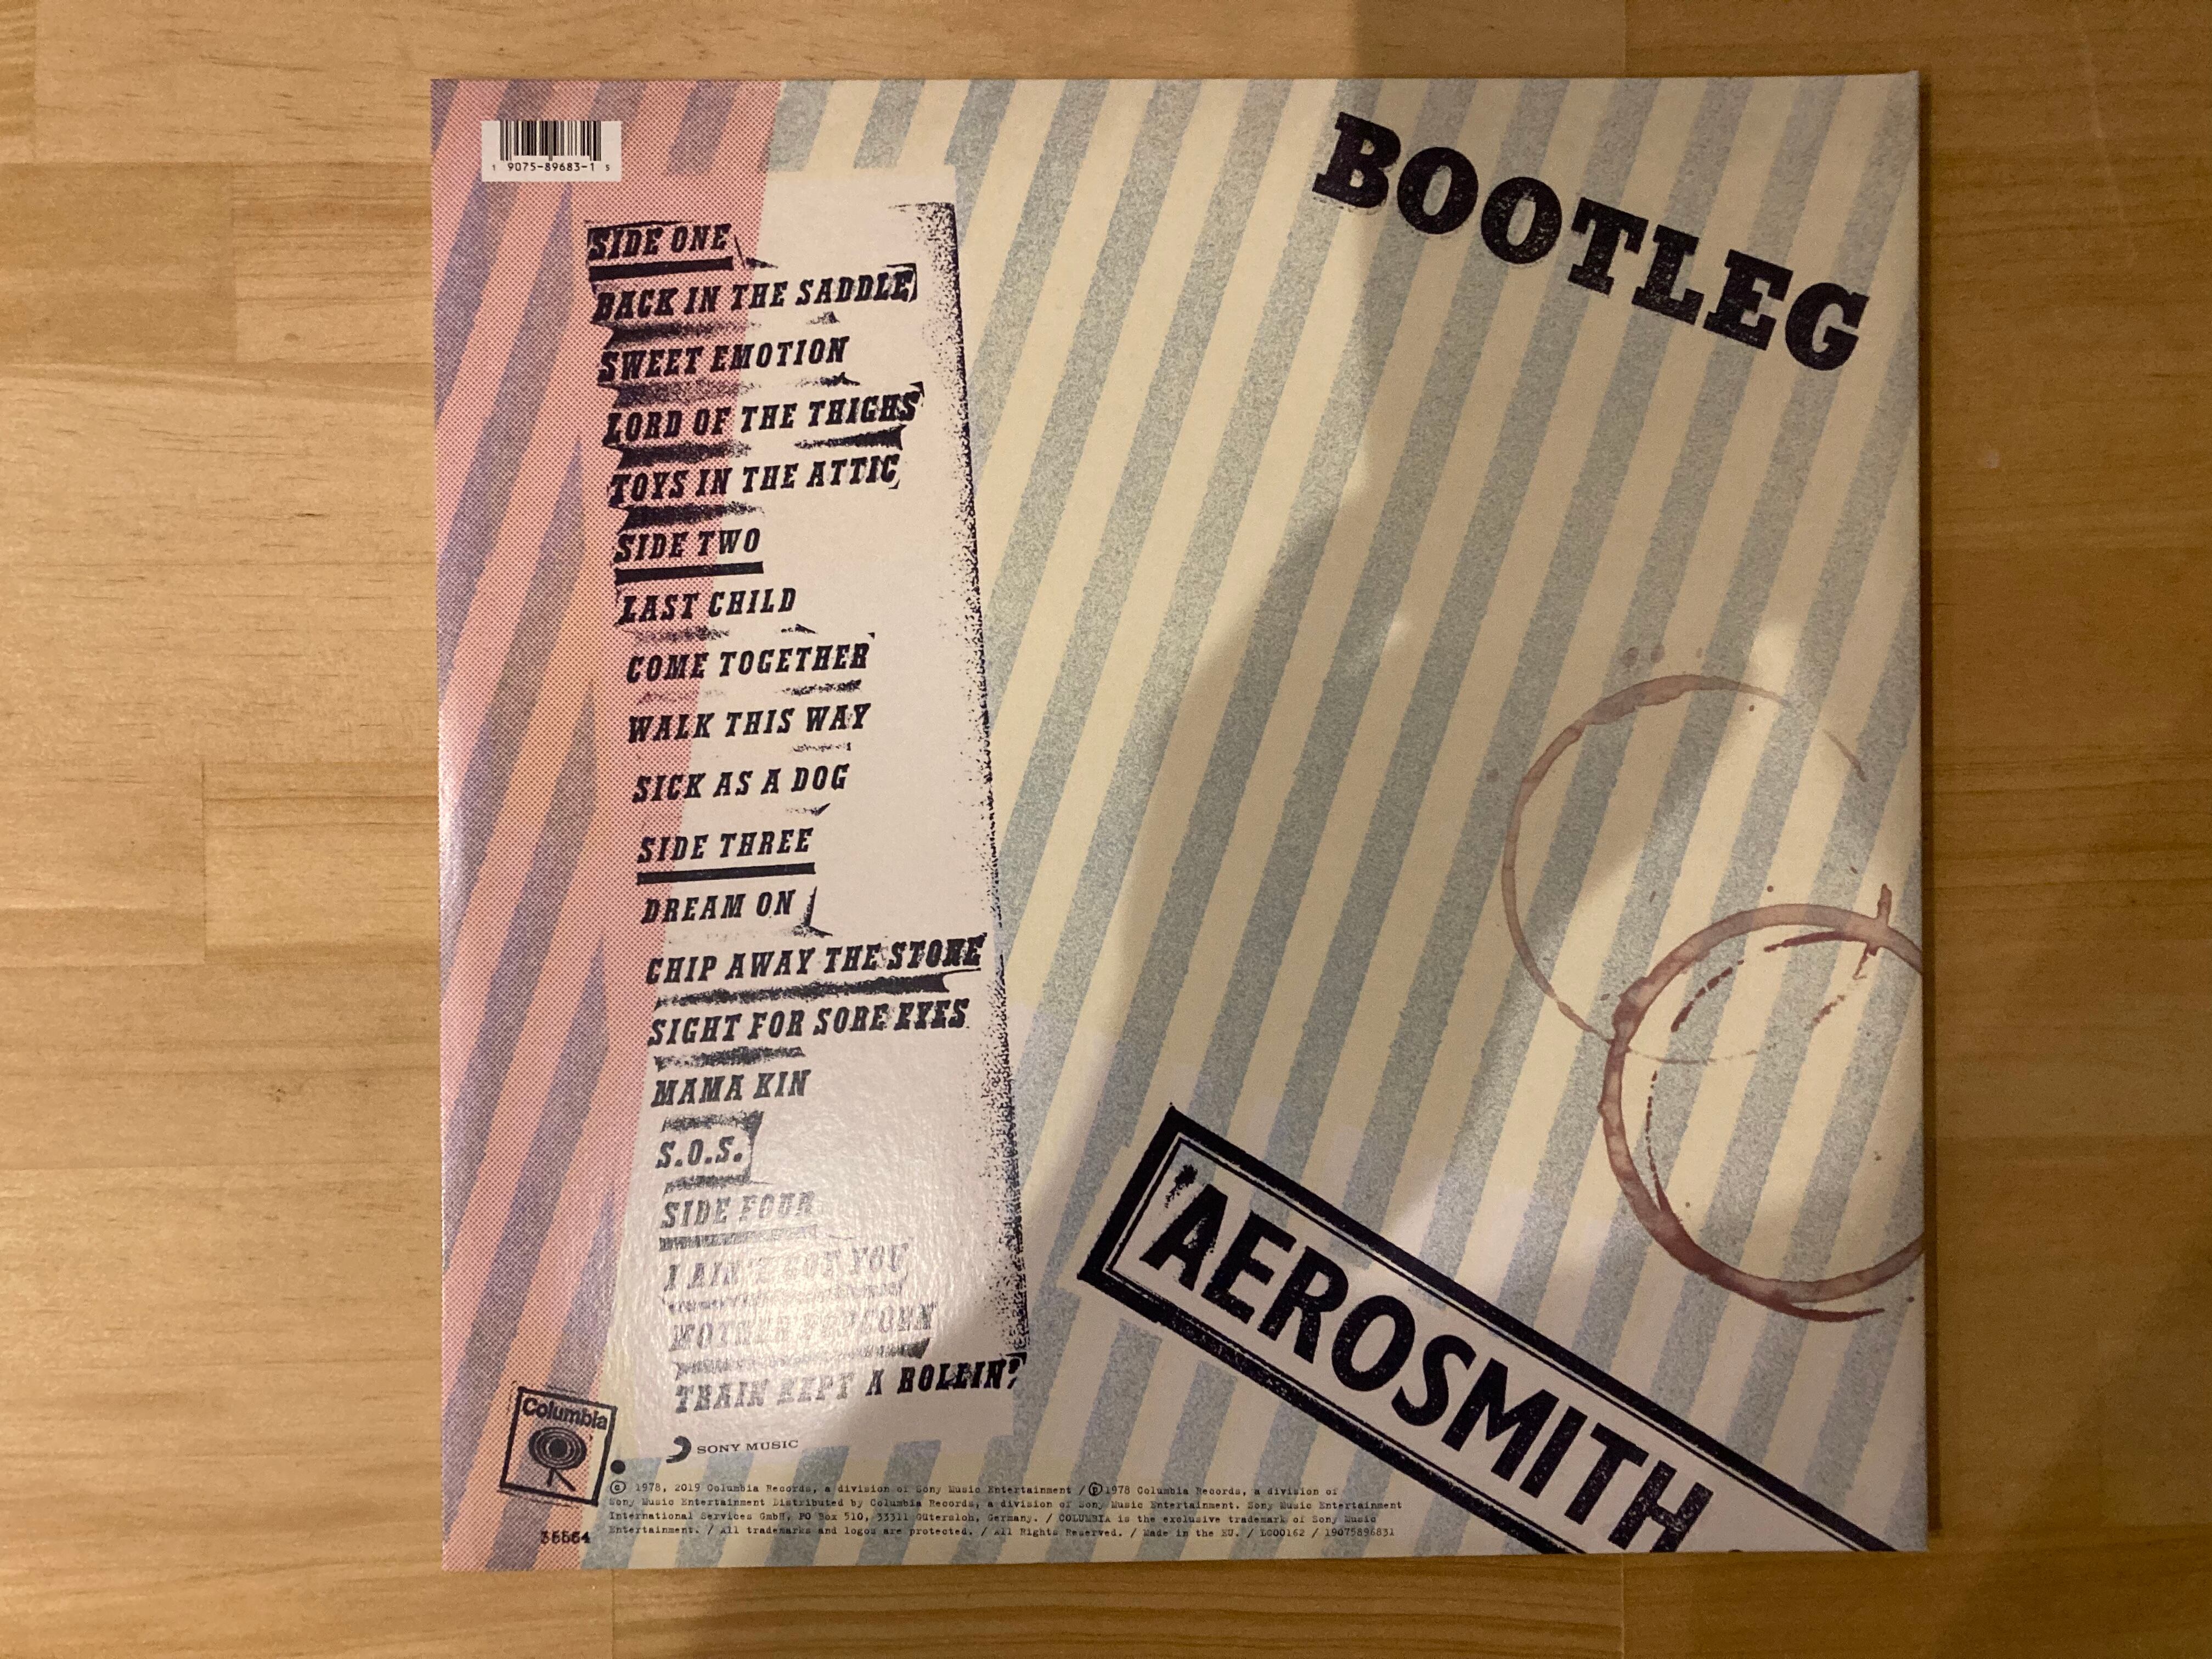 1 9075-89683-1 5
BOOTLEG
SIDE ONE
BACK IN THE SADDLE
SWEET EMOTION
LORD OF THE THIGHS
TOYS IN THE ATTIC
SIDE TWO
LAST CHILD
COME TOGETHER
WALK THIS WAY
SICK AS A DOG
SIDE THREE
DREAM ON
CHIP AWAY THE STONE
SIGHT FOR SORE EYES
MAMA KIN
S.O.S.
SIDE FOUR
I AIN'T GOT YOU
MOTHER POPCORN
TRAIN KEPT A ROLLIN'
AEROSMITH
Columbia
SONY MUSIC
© 1978, 2019 Columbia Records, a division of Sony Music Entertainment / ℗ 1978 Columbia Records, a division of
Sony Music Entertainment Distributed by Columbia Records, a division of Sony Music Entertainment. Sony Music Entertainment
International Services GmbH, PO Box 510, 33311 Gütersloh, Germany. / COLUMBIA is the exclusive trademark of Sony Music
Entertainment. / All trademarks and logos are protected. / All Rights Reserved. / Made in the EU. / LC00162 / 19075896831
35564